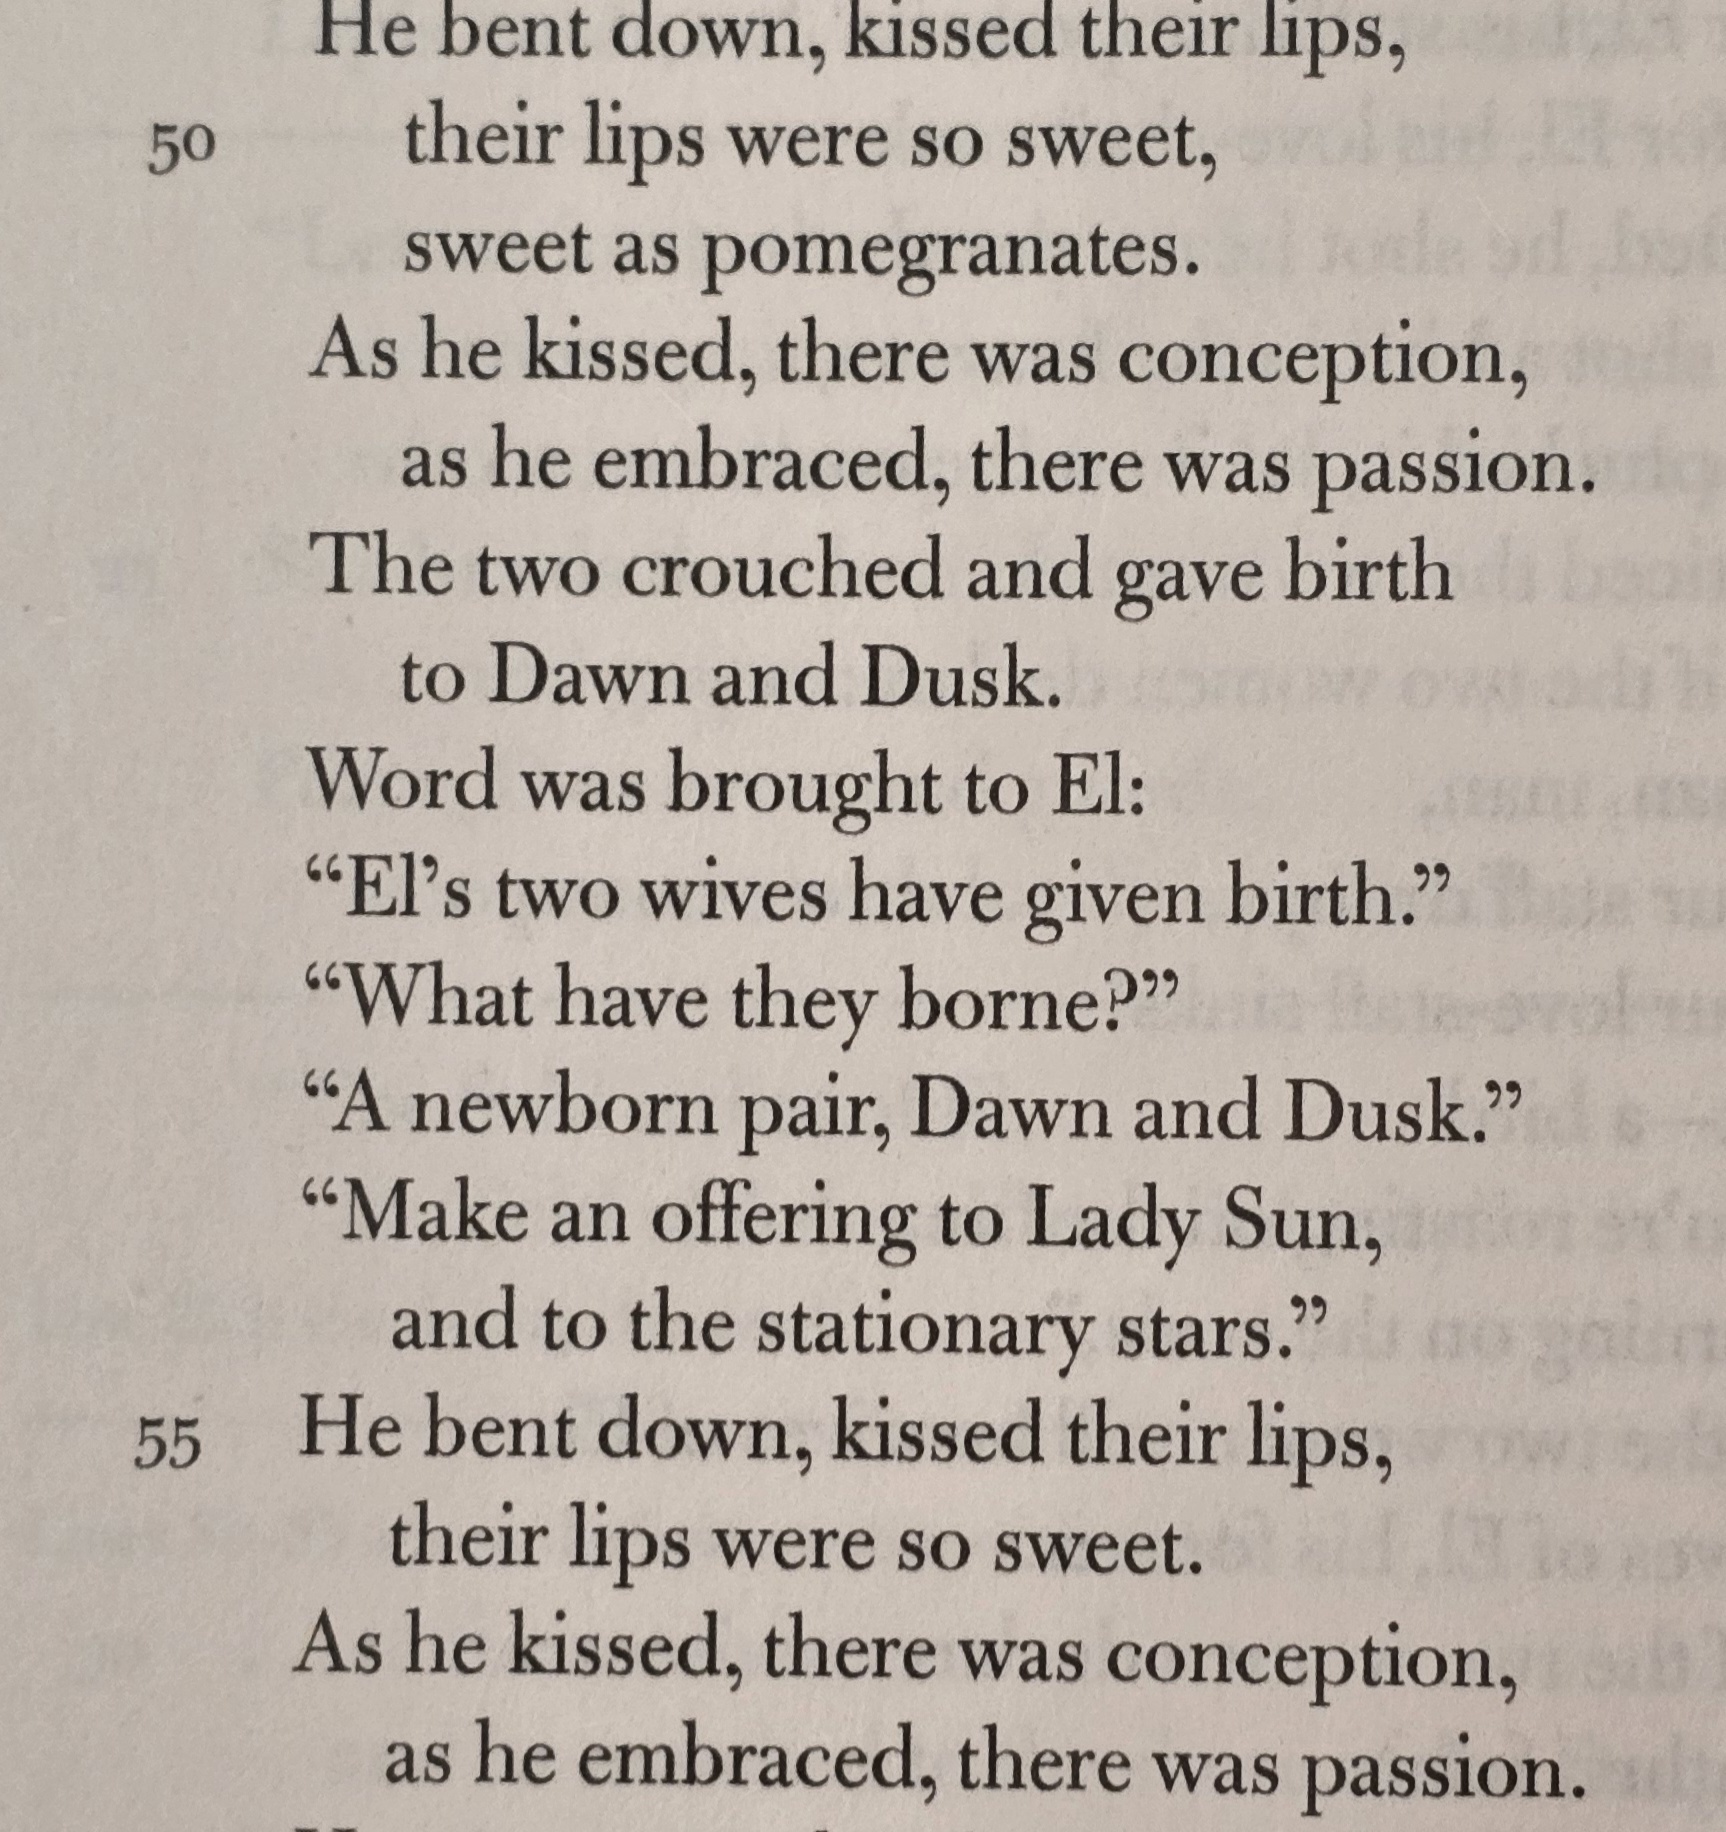 He bent down, kissed their lips,
50 their lips were so sweet,
sweet as pomegranates.
As he kissed, there was conception,
as he embraced, there was passion.
The two crouched and gave birth
to Dawn and Dusk.
Word was brought to El:
“El’s two wives have given birth.”
“What have they borne?”
“A newborn pair, Dawn and Dusk.”
“Make an offering to Lady Sun,
and to the stationary stars.”
55 He bent down, kissed their lips,
their lips were so sweet.
As he kissed, there was conception,
as he embraced, there was passion.